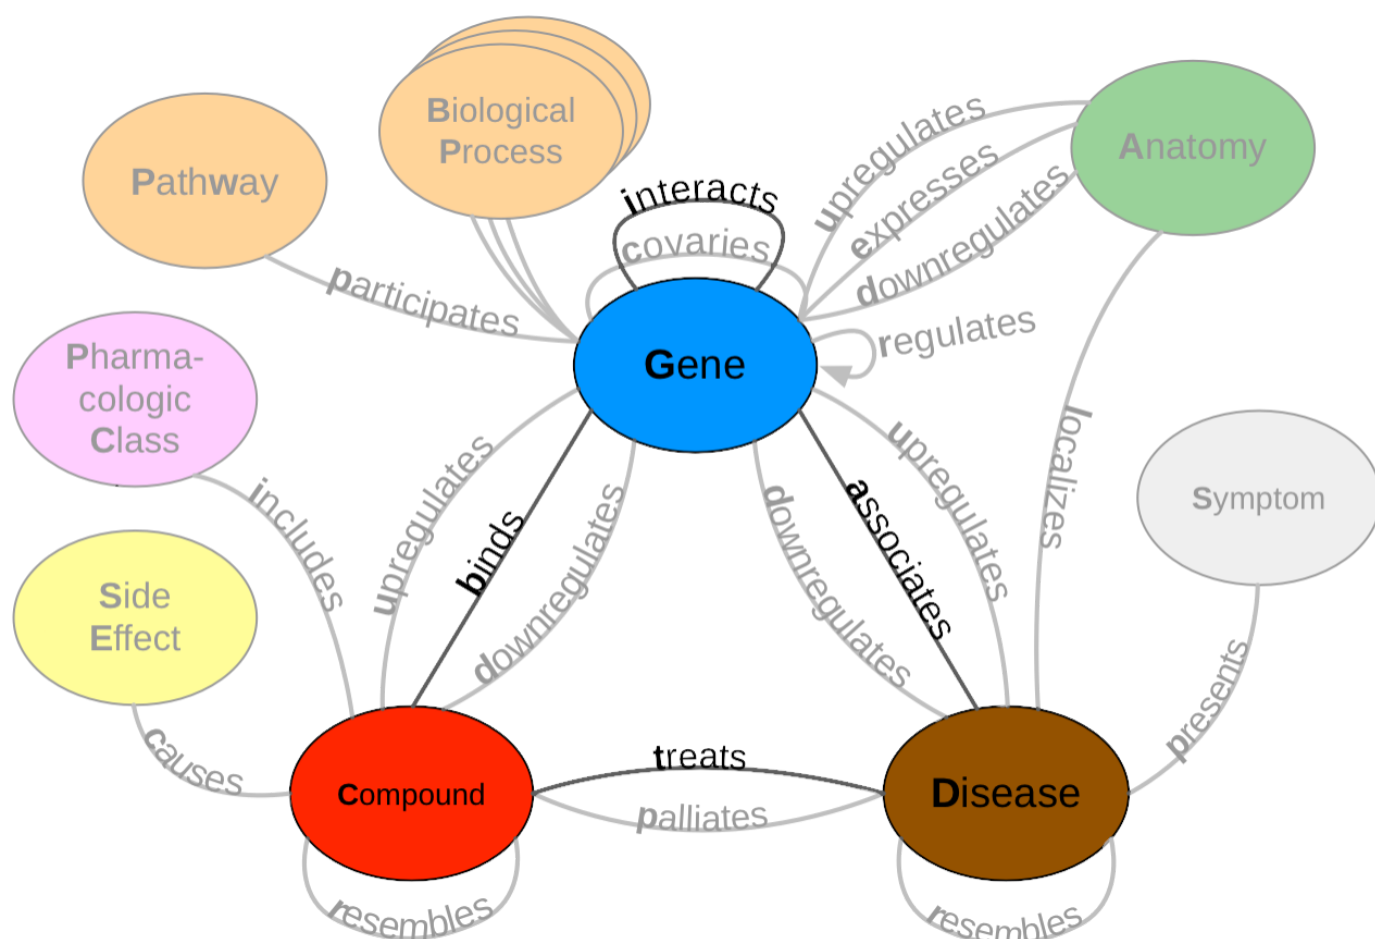 Biological
Process
Pathway
Anatomy
interacts
covaries
upregulates
expresses
downregulates
participates
regulates
Gene
Pharma-
cologic
Class
includes
upregulates
binds
downregulates
downregulates
associates
upregulates
localizes
Symptom
Side
Effect
causes
presents
treats
palliates
Compound
Disease
resembles
resembles